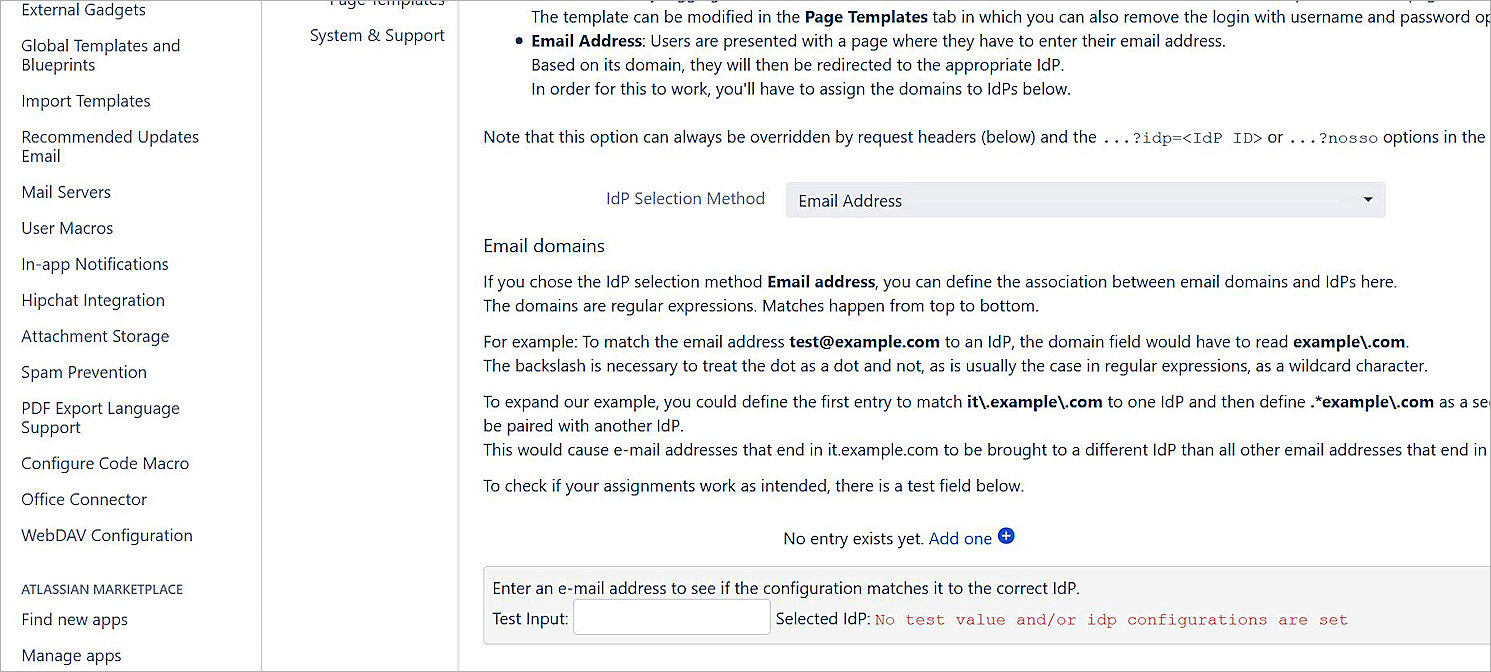 External Gadgets
Global Templates and
Blueprints
Import Templates
Recommended Updates
Email
Mail Servers
User Macros
In-app Notifications
Hipchat Integration
Attachment Storage
Spam Prevention
PDF Export Language
Support
Configure Code Macro
Office Connector
WebDAV Configuration
ATLASSIAN MARKETPLACE
Find new apps
Manage apps
Page Templates
System & Support
The template can be modified in the Page Templates tab in which you can also remove the login with username and password
• Email Address: Users are presented with a page where they have to enter their email address.
Based on its domain, they will then be redirected to the appropriate IdP.
In order for this to work, you'll have to assign the domains to IdPs below.
Note that this option can always be overridden by request headers (below) and the ...?idp=<IdP ID> or ...?nosso options in the
IdP Selection Method
Email Address
Email domains
If you chose the IdP selection method Email address, you can define the association between email domains and IdPs here.
The domains are regular expressions. Matches happen from top to bottom.
For example: To match the email address test@example.com to an IdP, the domain field would have to read example\.com.
The backslash is necessary to treat the dot as a dot and not, as is usually the case in regular expressions, as a wildcard character.
To expand our example, you could define the first entry to match it\.example\.com to one IdP and then define .*example\.com as a
be paired with another IdP.
This would cause e-mail addresses that end in it.example.com to be brought to a different IdP than all other email addresses that end in
To check if your assignments work as intended, there is a test field below.
No entry exists yet. Add one
Enter an e-mail address to see if the configuration matches it to the correct IdP.
Test Input: Selected IdP: No test value and/or idp configurations are set